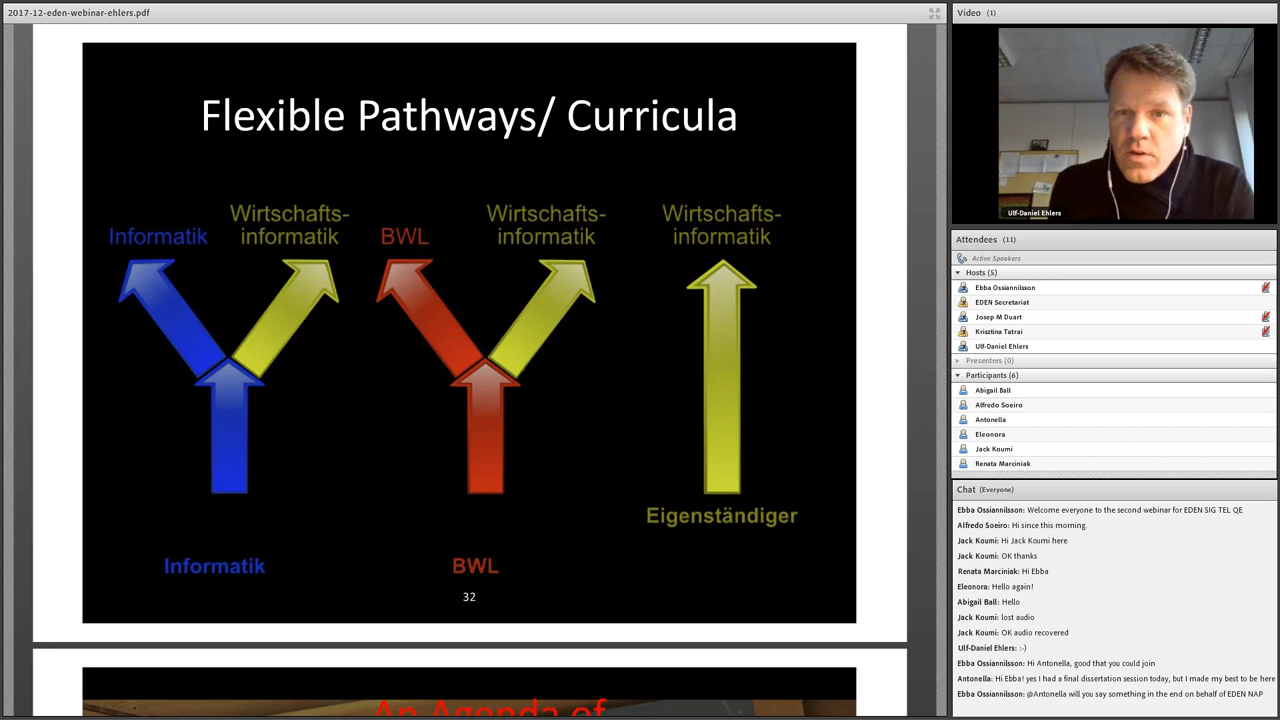 2017-12-eden-webinar-ehlers.pdf
Flexible Pathways/ Curricula
Informatik
Wirtschafts-
informatik
BWL
Wirtschafts-
informatik
Wirtschafts-
informatik
Eigenständiger
Informatik
BWL
32
An Agenda of
Video (1)
Ulf-Daniel Ehlers
Attendees (11)
Active Speakers
Hosts (5)
Ebba Ossiannilsson
EDEN Secretariat
Josep M Duart
Krisztina Tatrai
Ulf-Daniel Ehlers
Presenters (0)
Participants (6)
Abigail Ball
Alfredo Soeiro
Antonella
Eleonora
Jack Koumi
Renata Marciniak
Chat (Everyone)
Ebba Ossiannilsson: Welcome everyone to the second webinar for EDEN SIG TEL QE
Alfredo Soeiro: Hi since this morning.
Jack Koumi: Hi Jack Koumi here
Jack Koumi: OK thanks
Renata Marciniak: Hi Ebba
Eleonora: Hello again!
Abigail Ball: Hello
Jack Koumi: lost audio
Jack Koumi: OK audio recovered
Ulf-Daniel Ehlers: :-)
Ebba Ossiannilsson: Hi Antonella, good that you could join
Antonella: Hi Ebba! yes I had a final dissertation session today, but I made my best to be here
Ebba Ossiannilsson: @Antonella will you say something in the end on behalf of EDEN NAP